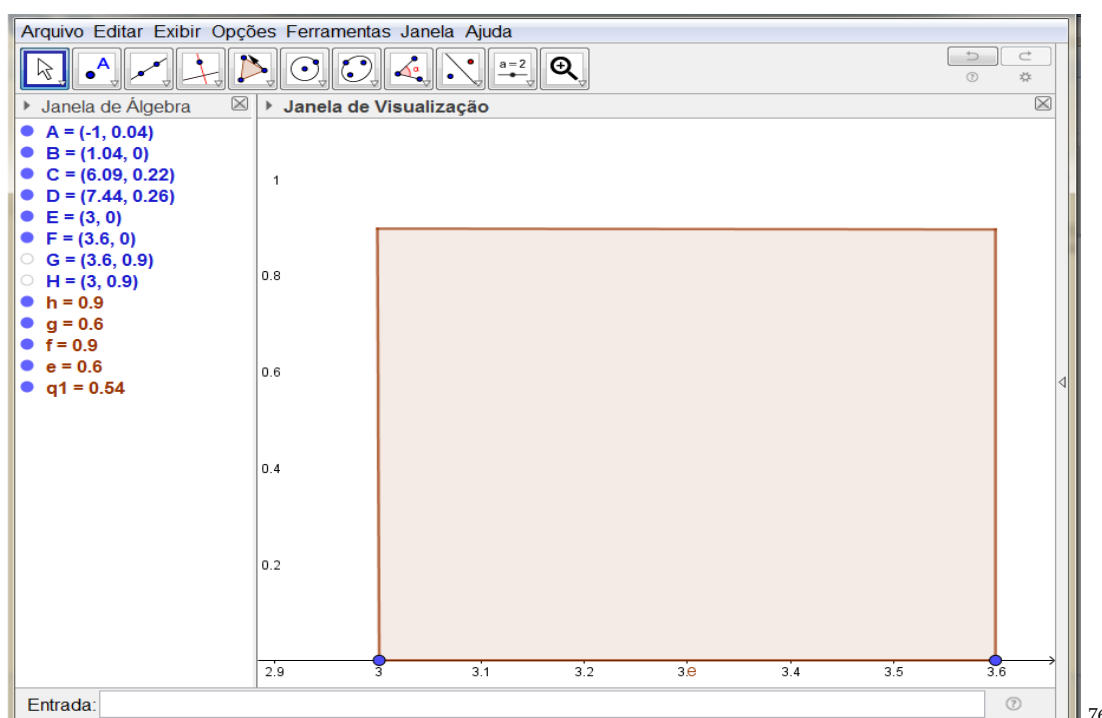 Arquivo Editar Exibir Opções Ferramentas Janela Ajuda
A
α
a=2
Janela de Álgebra
Janela de Visualização
A = (-1, 0.04)
B = (1.04, 0)
C = (6.09, 0.22)
D = (7.44, 0.26)
E = (3, 0)
F = (3.6, 0)
G = (3.6, 0.9)
H = (3, 0.9)
h = 0.9
g = 0.6
f = 0.9
e = 0.6
q1 = 0.54
1
0.8
0.6
0.4
0.2
2.9 3 3.1 3.2 3.e 3.4 3.5 3.6
Entrada: